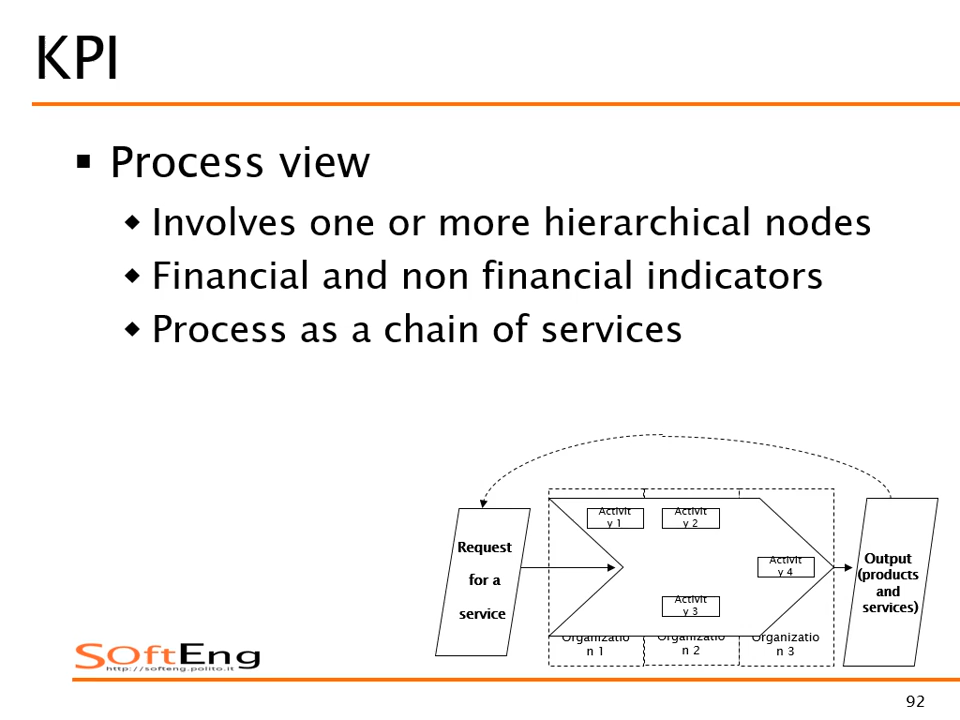 KPI
Process view
Involves one or more hierarchical nodes
Financial and non financial indicators
Process as a chain of services
Request
for a
service
Activit
y 1
Activit
y 2
Activit
y 4
Activit
y 3
Organizatio
n 1
Organizatio
n 2
Organizatio
n 3
Output
(products
and
services)
SOftEng
http://softeng.polito.it
92